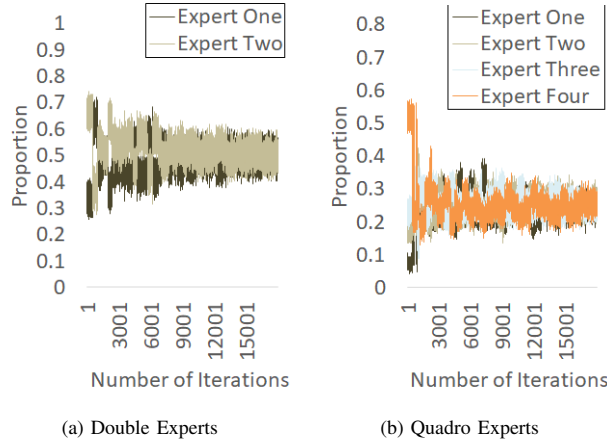 Expert One
Expert Two
1
0.9
0.8
0.7
0.6
0.5
0.4
0.3
0.2
0.1
0
Proportion
1
3001
6001
9001
12001
15001
Number of Iterations
(a) Double Experts
Expert One
Expert Two
Expert Three
Expert Four
0.8
0.7
0.6
0.5
0.4
0.3
0.2
0.1
0
Proportion
1
3001
6001
9001
12001
15001
Number of Iterations
(b) Quadro Experts